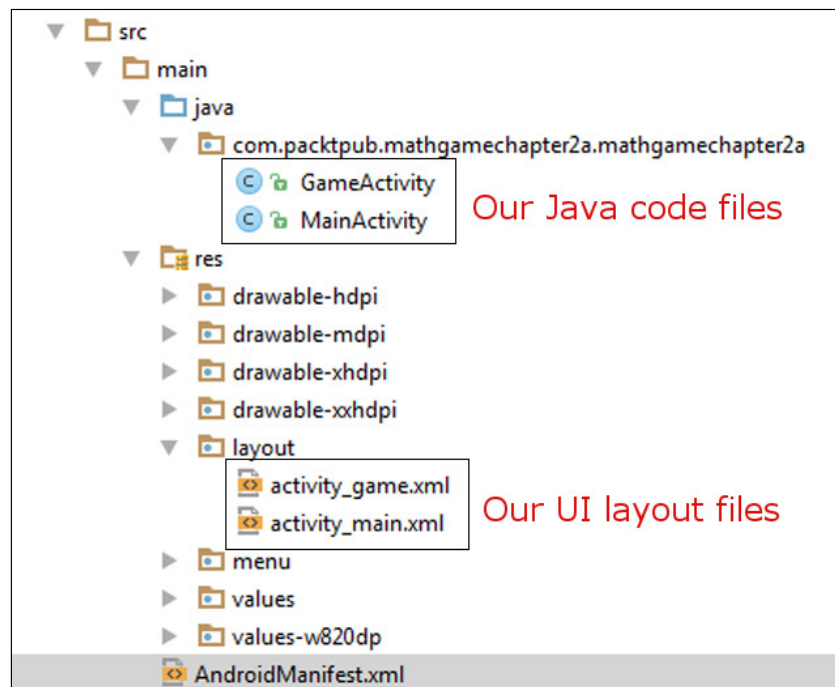 src
main
java
com.packtpub.mathgamechapter2a.mathgamechapter2a
C GameActivity
C MainActivity
Our Java code files
res
drawable-hdpi
drawable-mdpi
drawable-xhdpi
drawable-xxhdpi
layout
activity_game.xml
activity_main.xml
Our UI layout files
menu
values
values-w820dp
AndroidManifest.xml